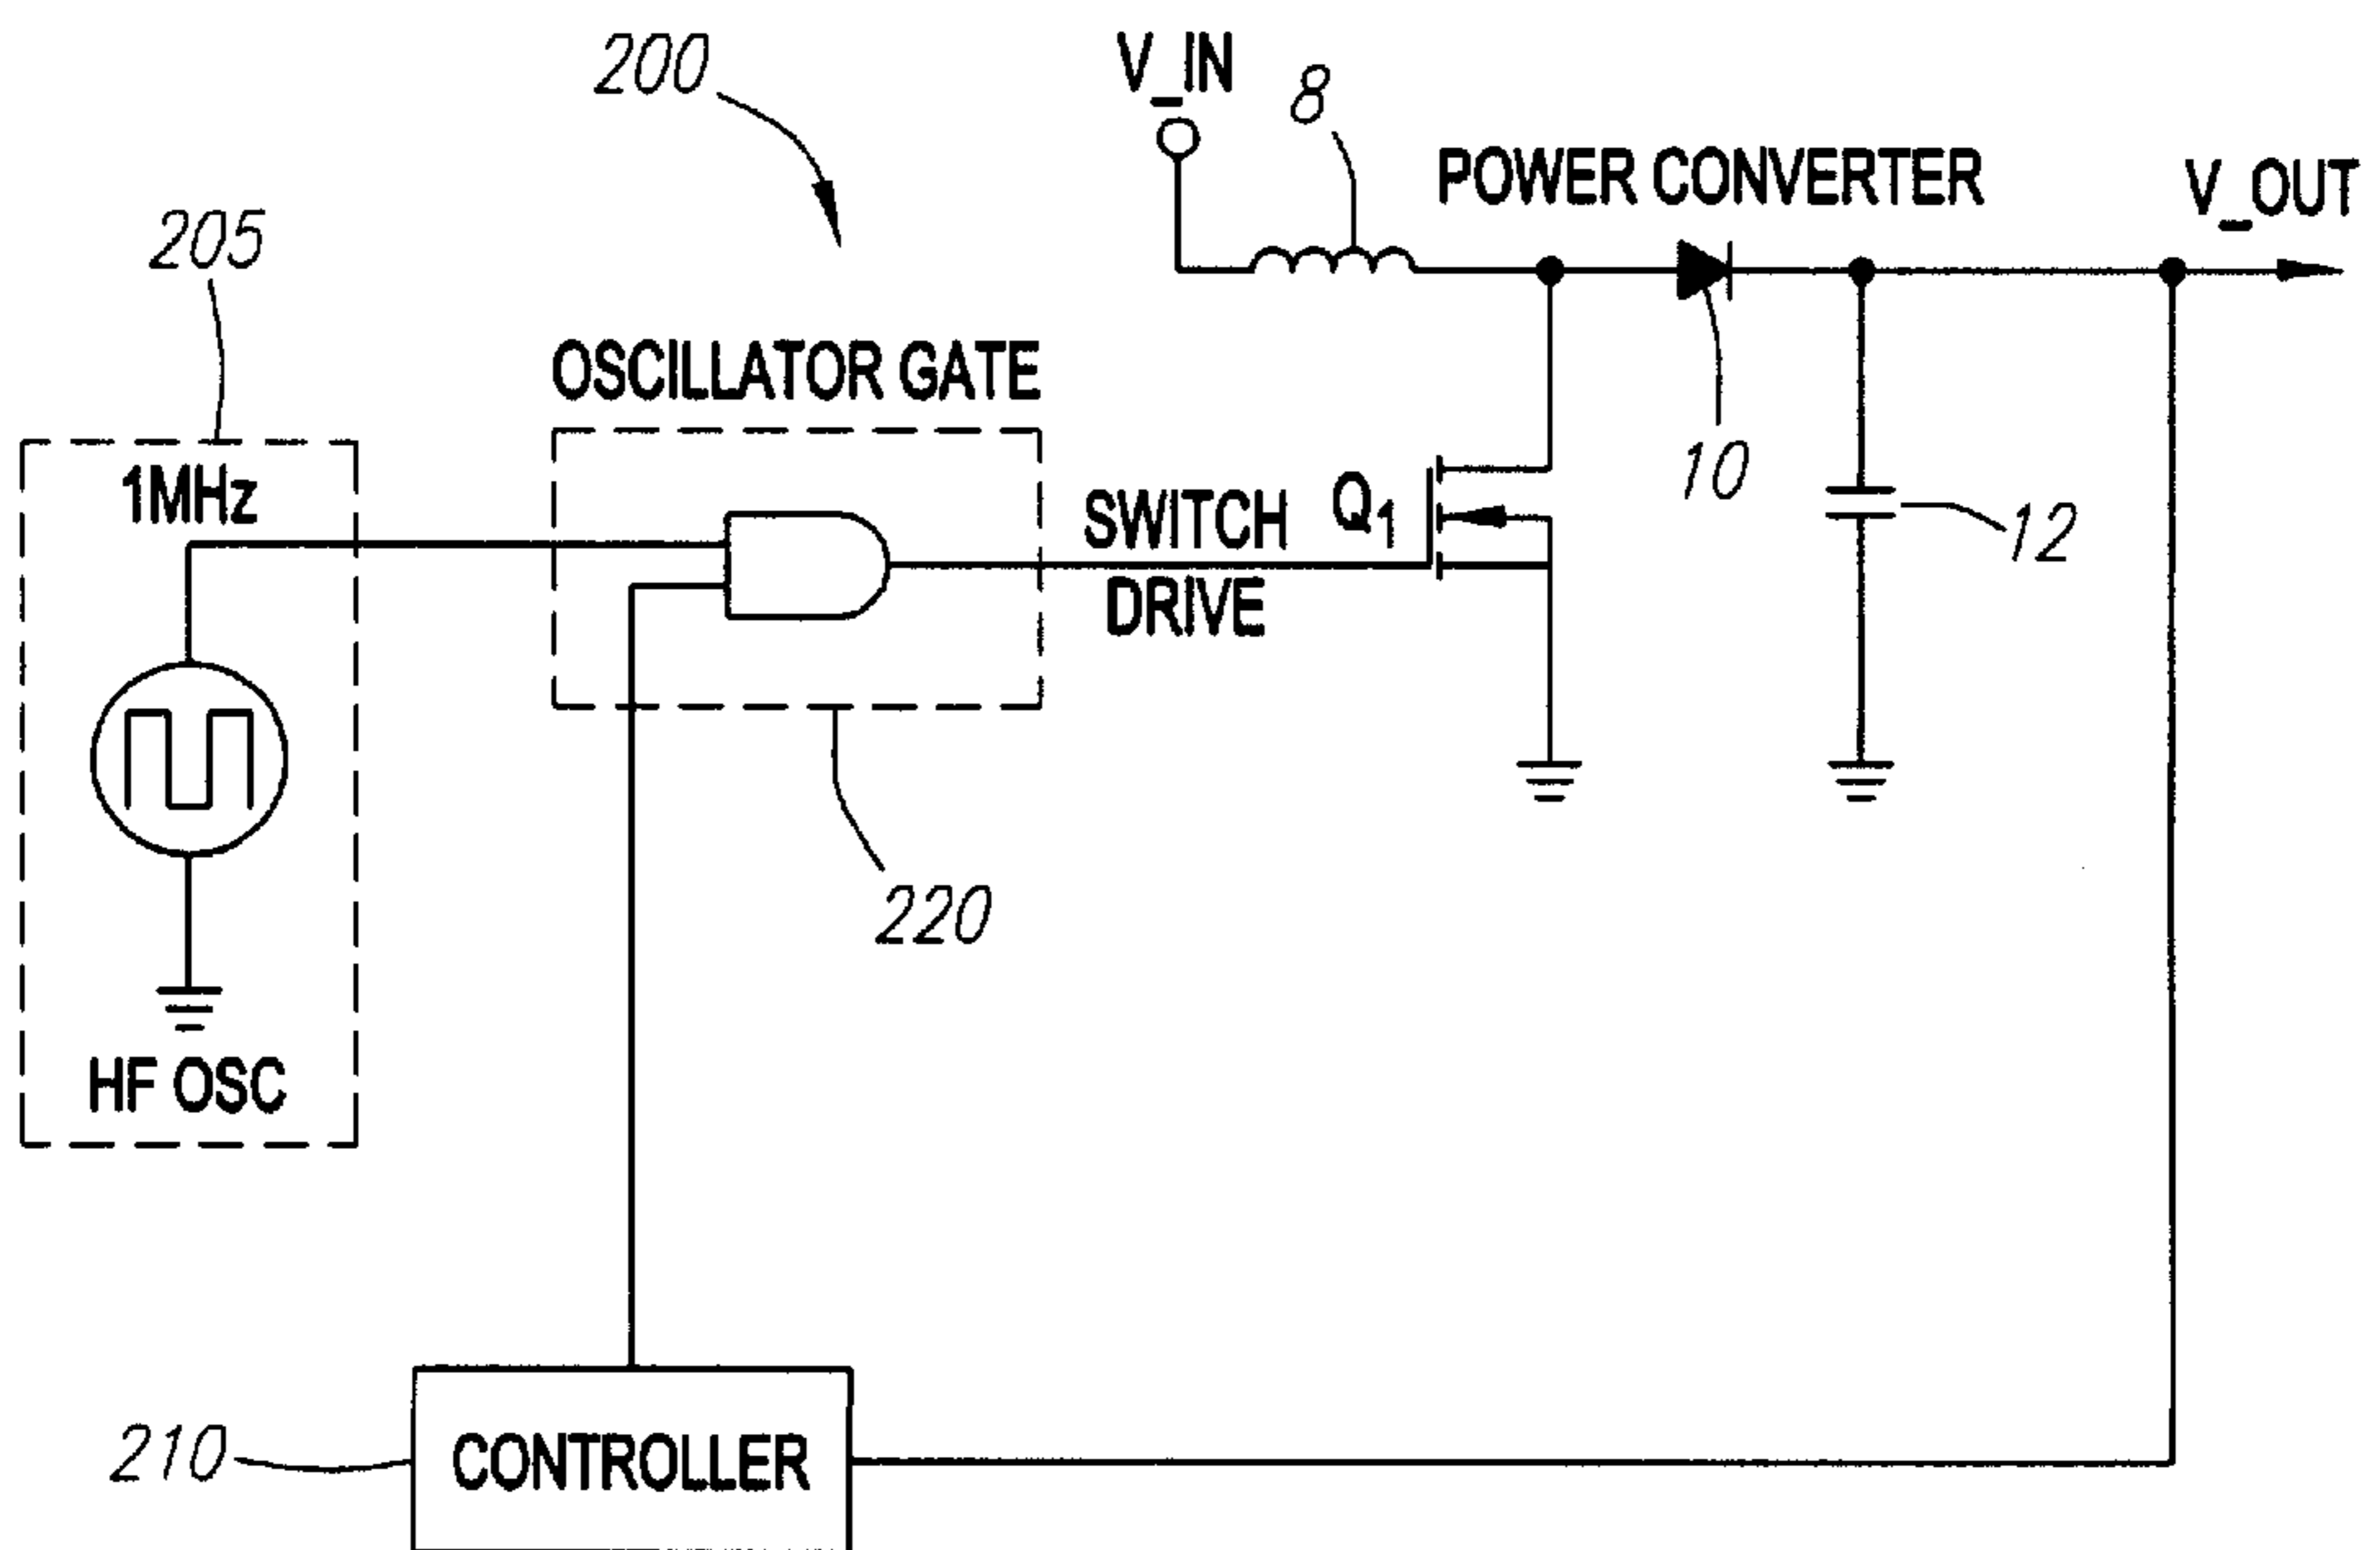 200
V_IN
8
POWER CONVERTER
V_OUT
205
OSCILLATOR GATE
10
1MHz
SWITCH
DRIVE
Q1
12
220
HF OSC
210
CONTROLLER